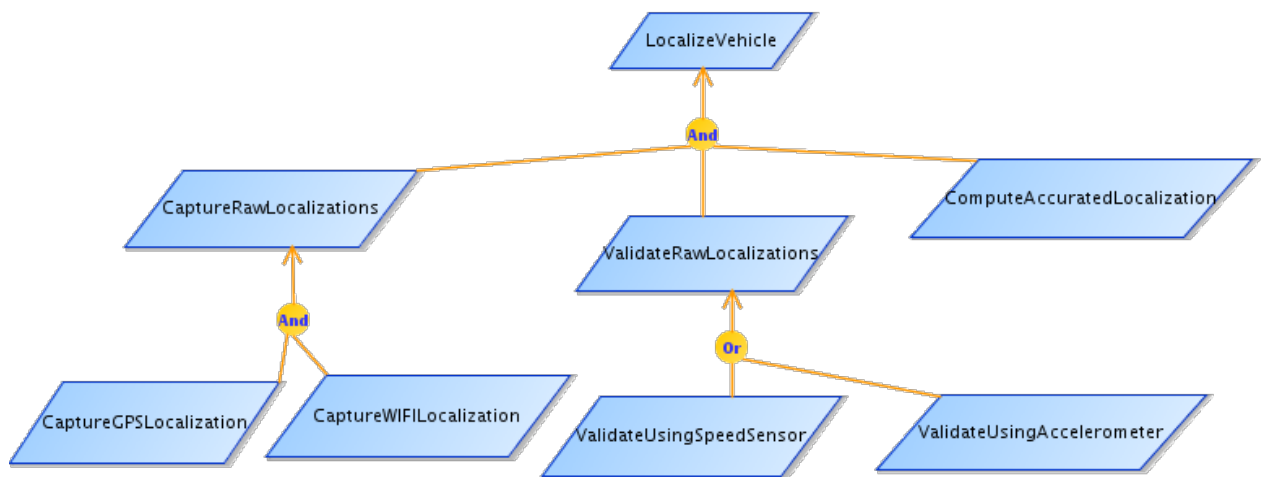 LocalizeVehicle
And
CaptureRawLocalizations
ComputeAccuratedLocalization
ValidateRawLocalizations
And
Or
CaptureGPSLocalization
CaptureWIFILocalization
ValidateUsingSpeedSensor
ValidateUsingAccelerometer